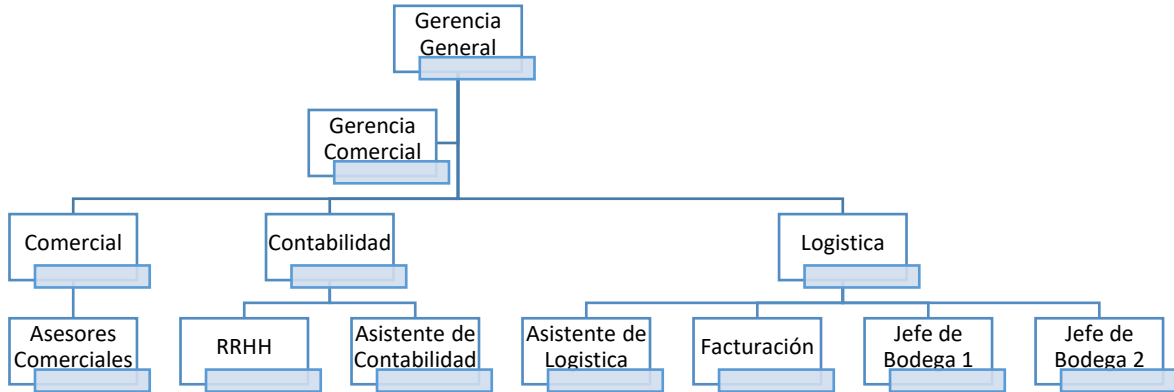 Gerencia
General
Gerencia
Comercial
Comercial
Contabilidad
Logistica
Asesores
Comerciales
RRHH
Asistente de
Contabilidad
Asistente de
Logistica
Facturación
Jefe de
Bodega 1
Jefe de
Bodega 2